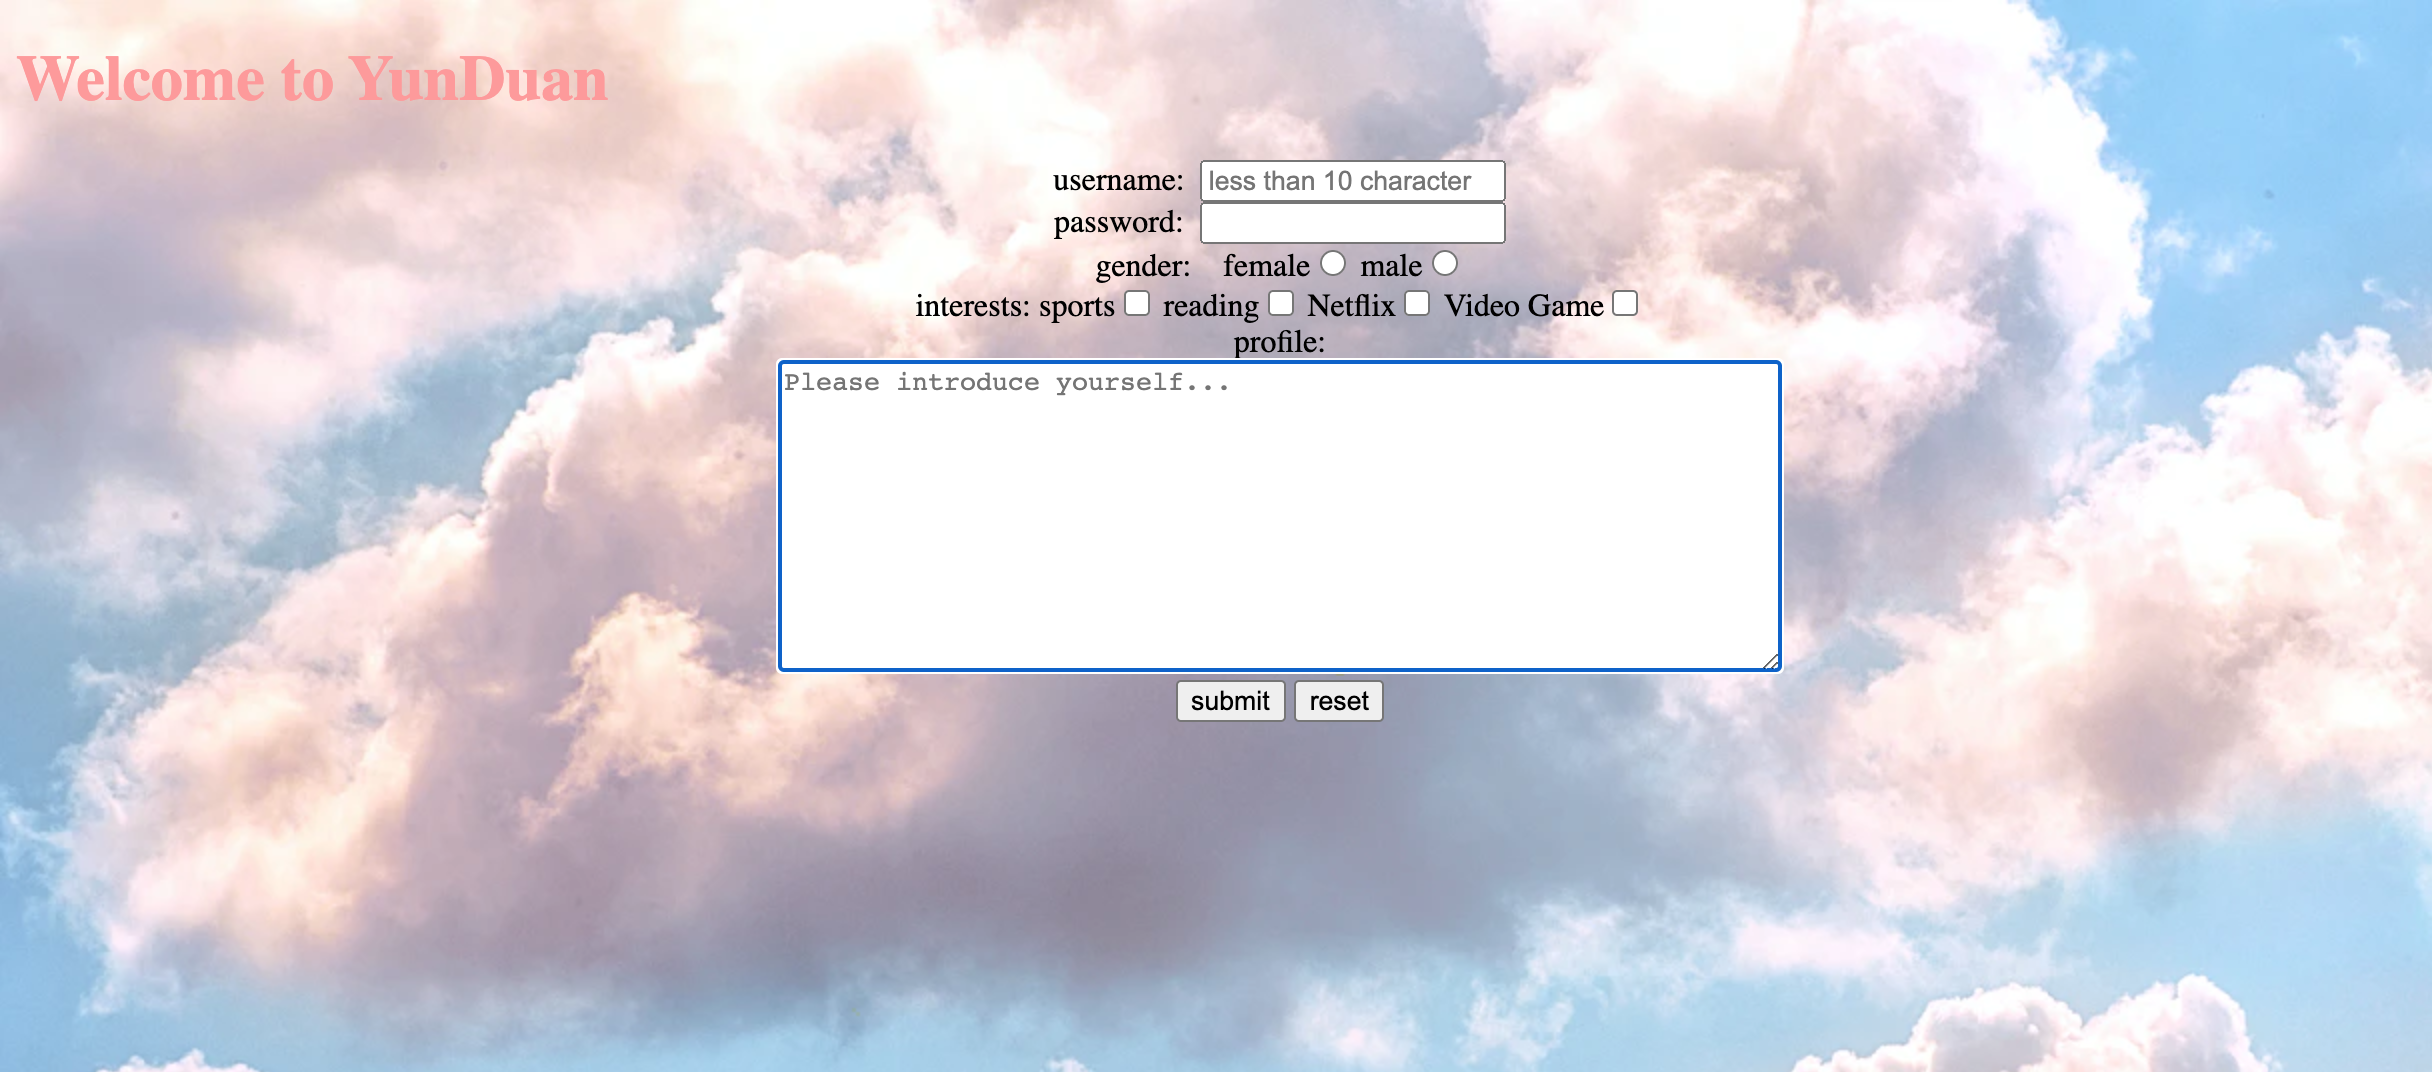 Welcome to YunDuan
username: less than 10 character
password:
gender: female male
interests: sports reading Netflix Video Game
profile:
Please introduce yourself...
submit reset